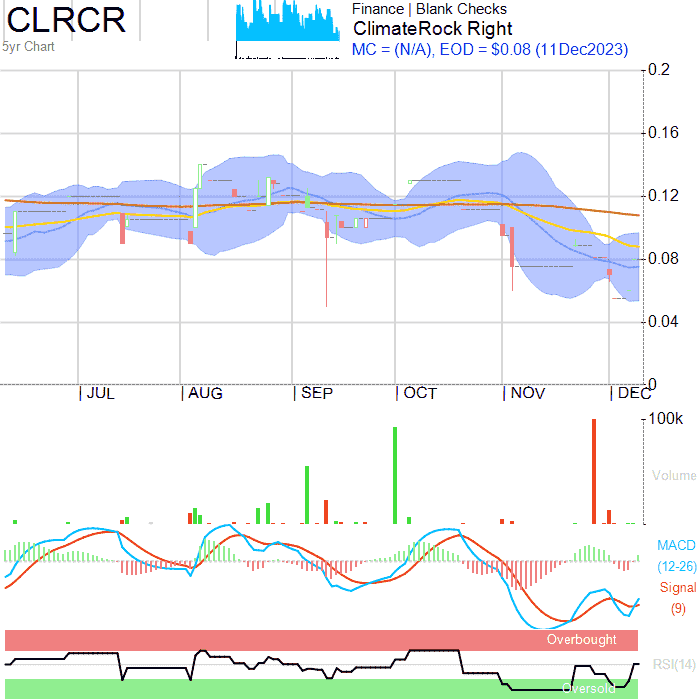 CLRCR
5yr Chart
Finance | Blank Checks
ClimateRock Right
MC = (N/A), EOD = $0.08 (11Dec2023)
0.2
0.16
0.12
0.08
0.04
0
JUL
AUG
SEP
OCT
NOV
DEC
100k
Volume
MACD
(12-26)
Signal
(9)
Overbought
RSI(14)
Oversold